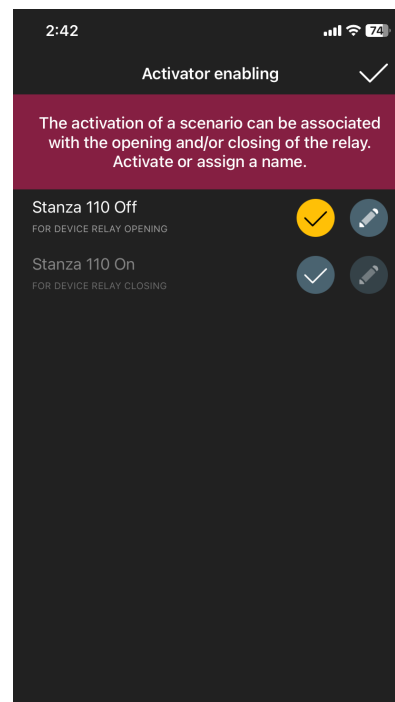 2:42
74
Activator enabling
The activation of a scenario can be associated
with the opening and/or closing of the relay.
Activate or assign a name.
Stanza 110 Off
FOR DEVICE RELAY OPENING
Stanza 110 On
FOR DEVICE RELAY CLOSING